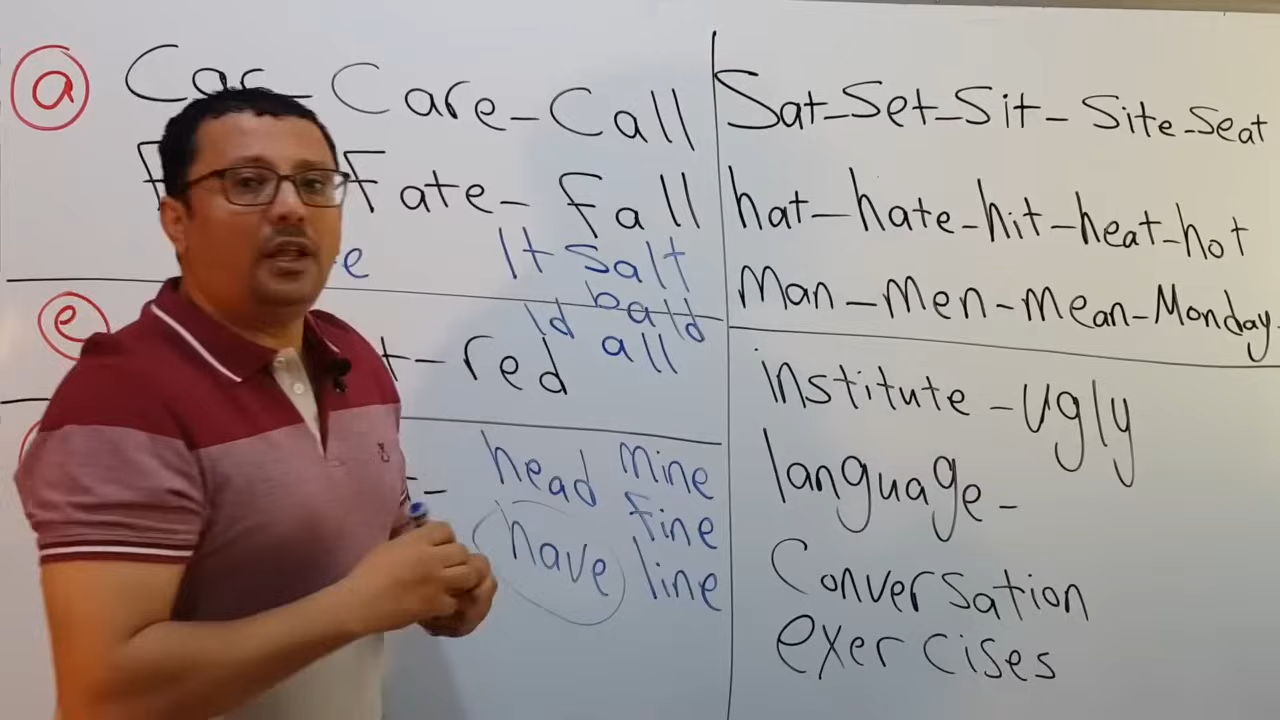 a Car - Care - Call
Fate - Fall
e lt Salt
ld bald
all
e
- red
head mine
have fine
line
Sat - Set - Sit - Site - Seat
hat - hate - hit - heat - hot
Man - men - mean - Monday
institute - Ugly
language -
Conversation
exercises